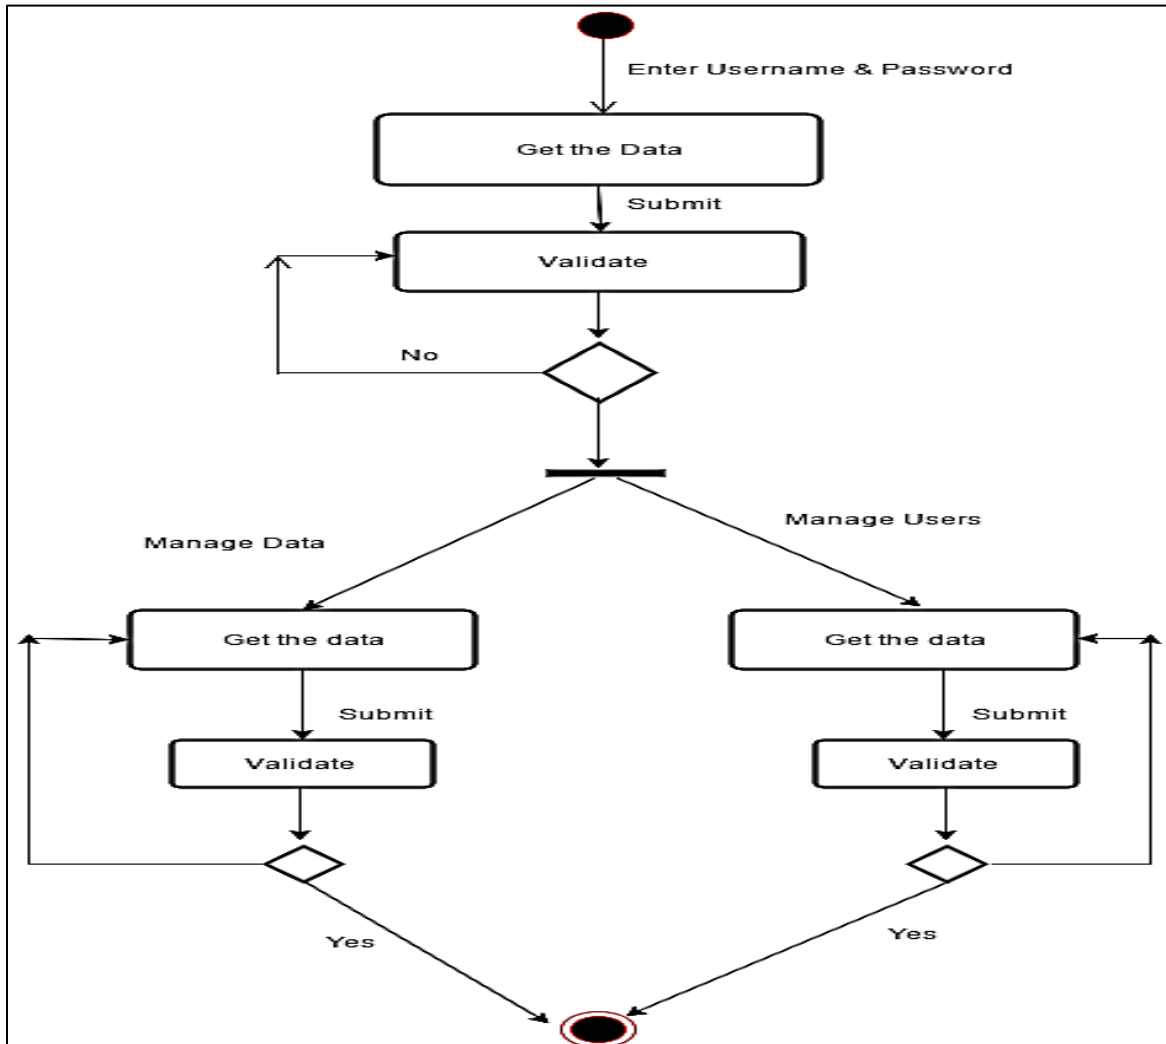 Enter Username & Password
Get the Data
Submit
Validate
No
Manage Users
Manage Data
Get the data
Get the data
Submit
Submit
Validate
Validate
Yes
Yes